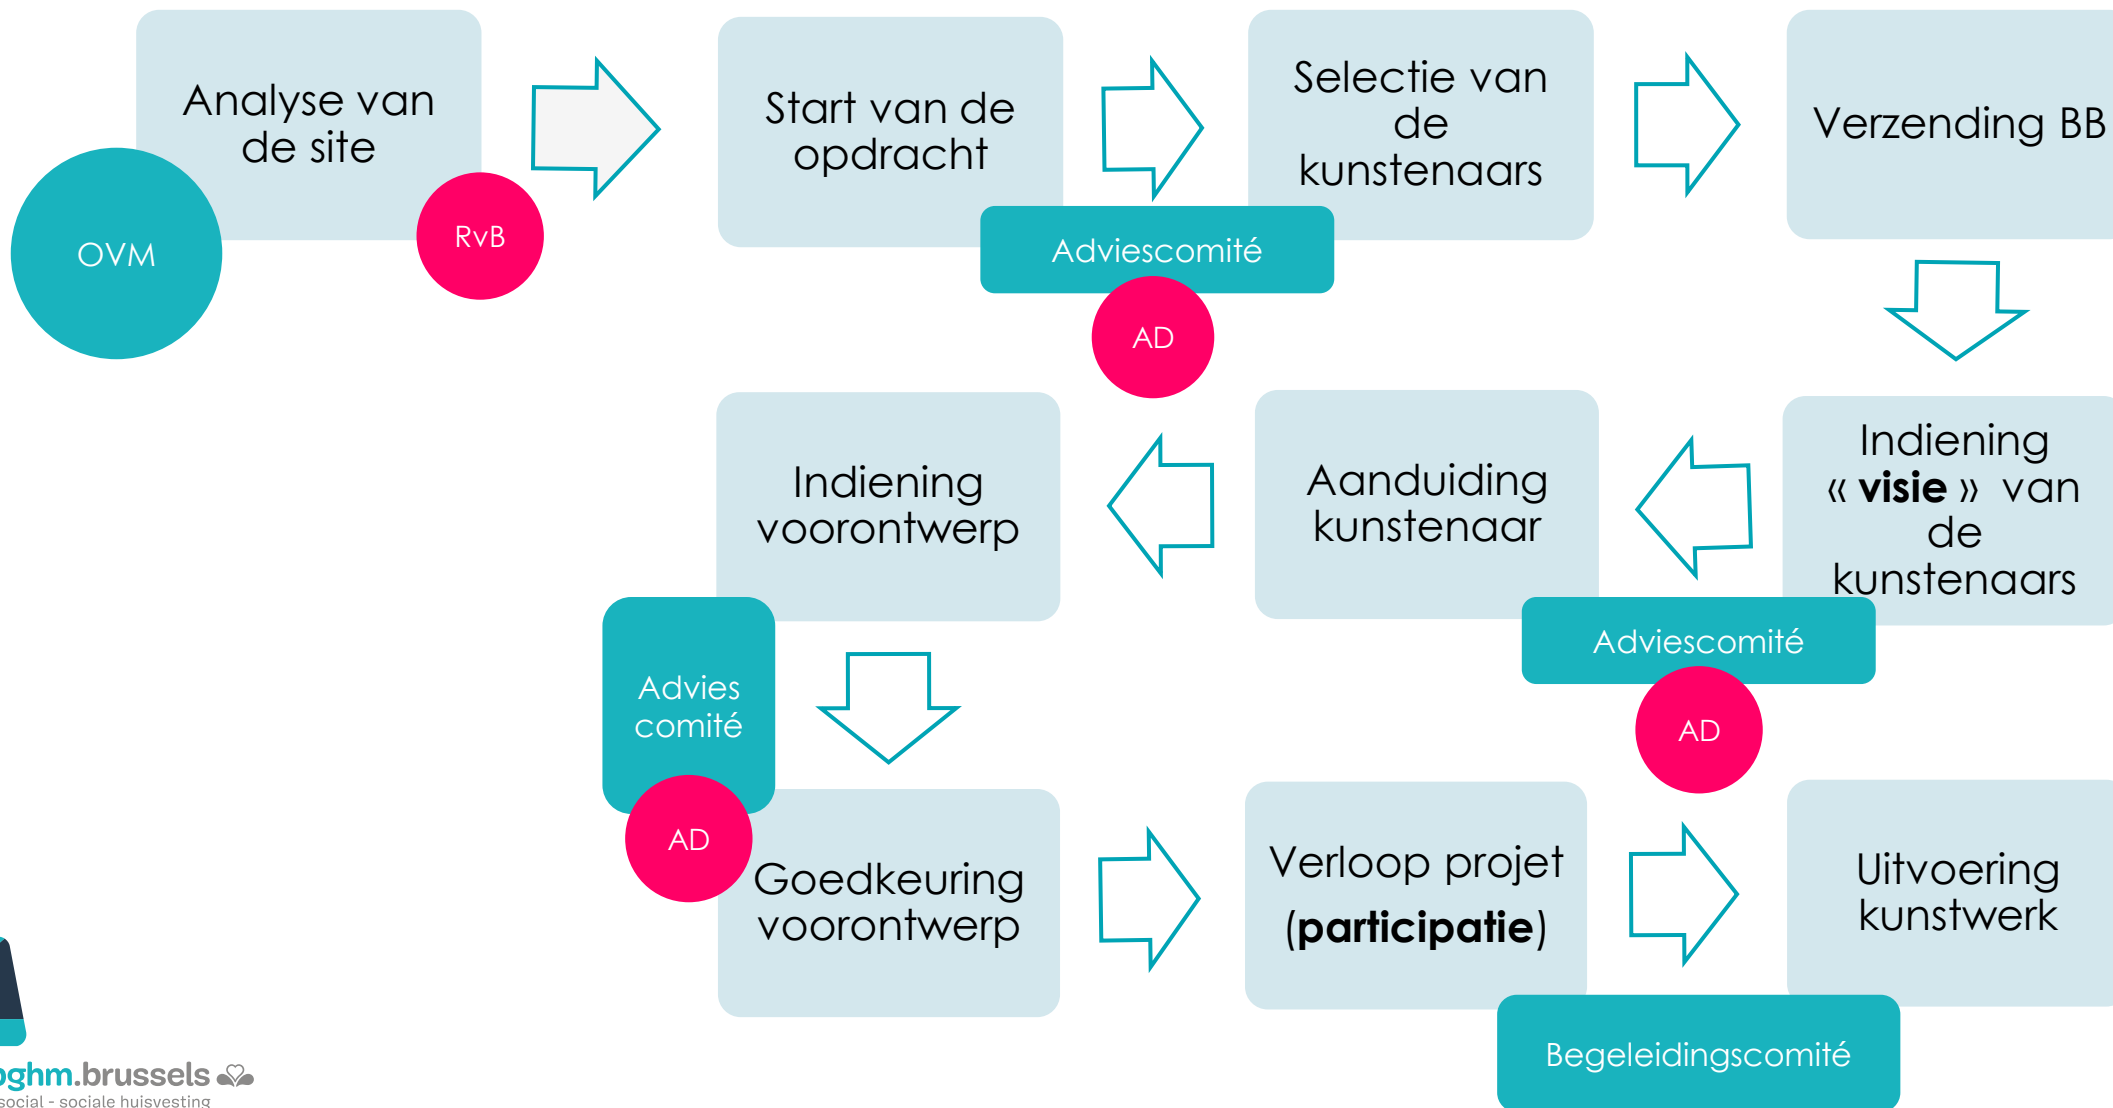 Analyse van
de site
OVM
RvB
Start van de
opdracht
Adviescomité
AD
Selectie van
de
kunstenaars
Verzending BB
Indiening
« visie » van
de
kunstenaars
Adviescomité
AD
Aanduiding
kunstenaar
Indiening
voorontwerp
Advies
comité
AD
Goedkeuring
voorontwerp
Verloop projet
(participatie)
Begeleidingscomité
Uitvoering
kunstwerk
ghm.brussels
social - sociale huisvesting